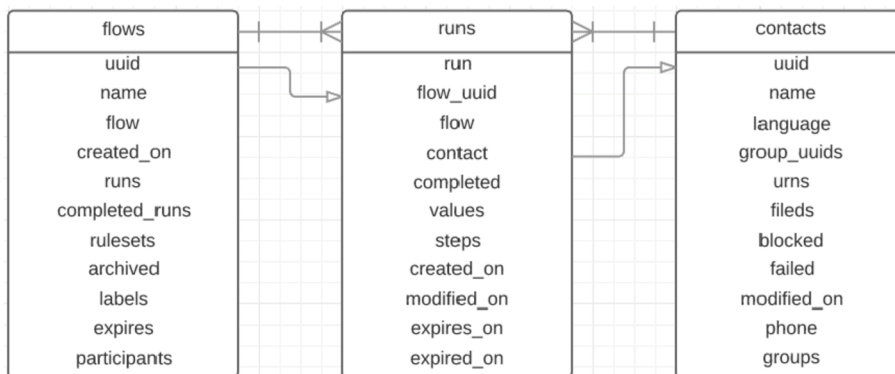 flows
uuid
name
flow
created_on
runs
completed_runs
rulesets
archived
labels
expires
participants
runs
run
flow_uuid
flow
contact
completed
values
steps
created_on
modified_on
expires_on
expired_on
contacts
uuid
name
language
group_uuids
urns
fileds
blocked
failed
modified_on
phone
groups